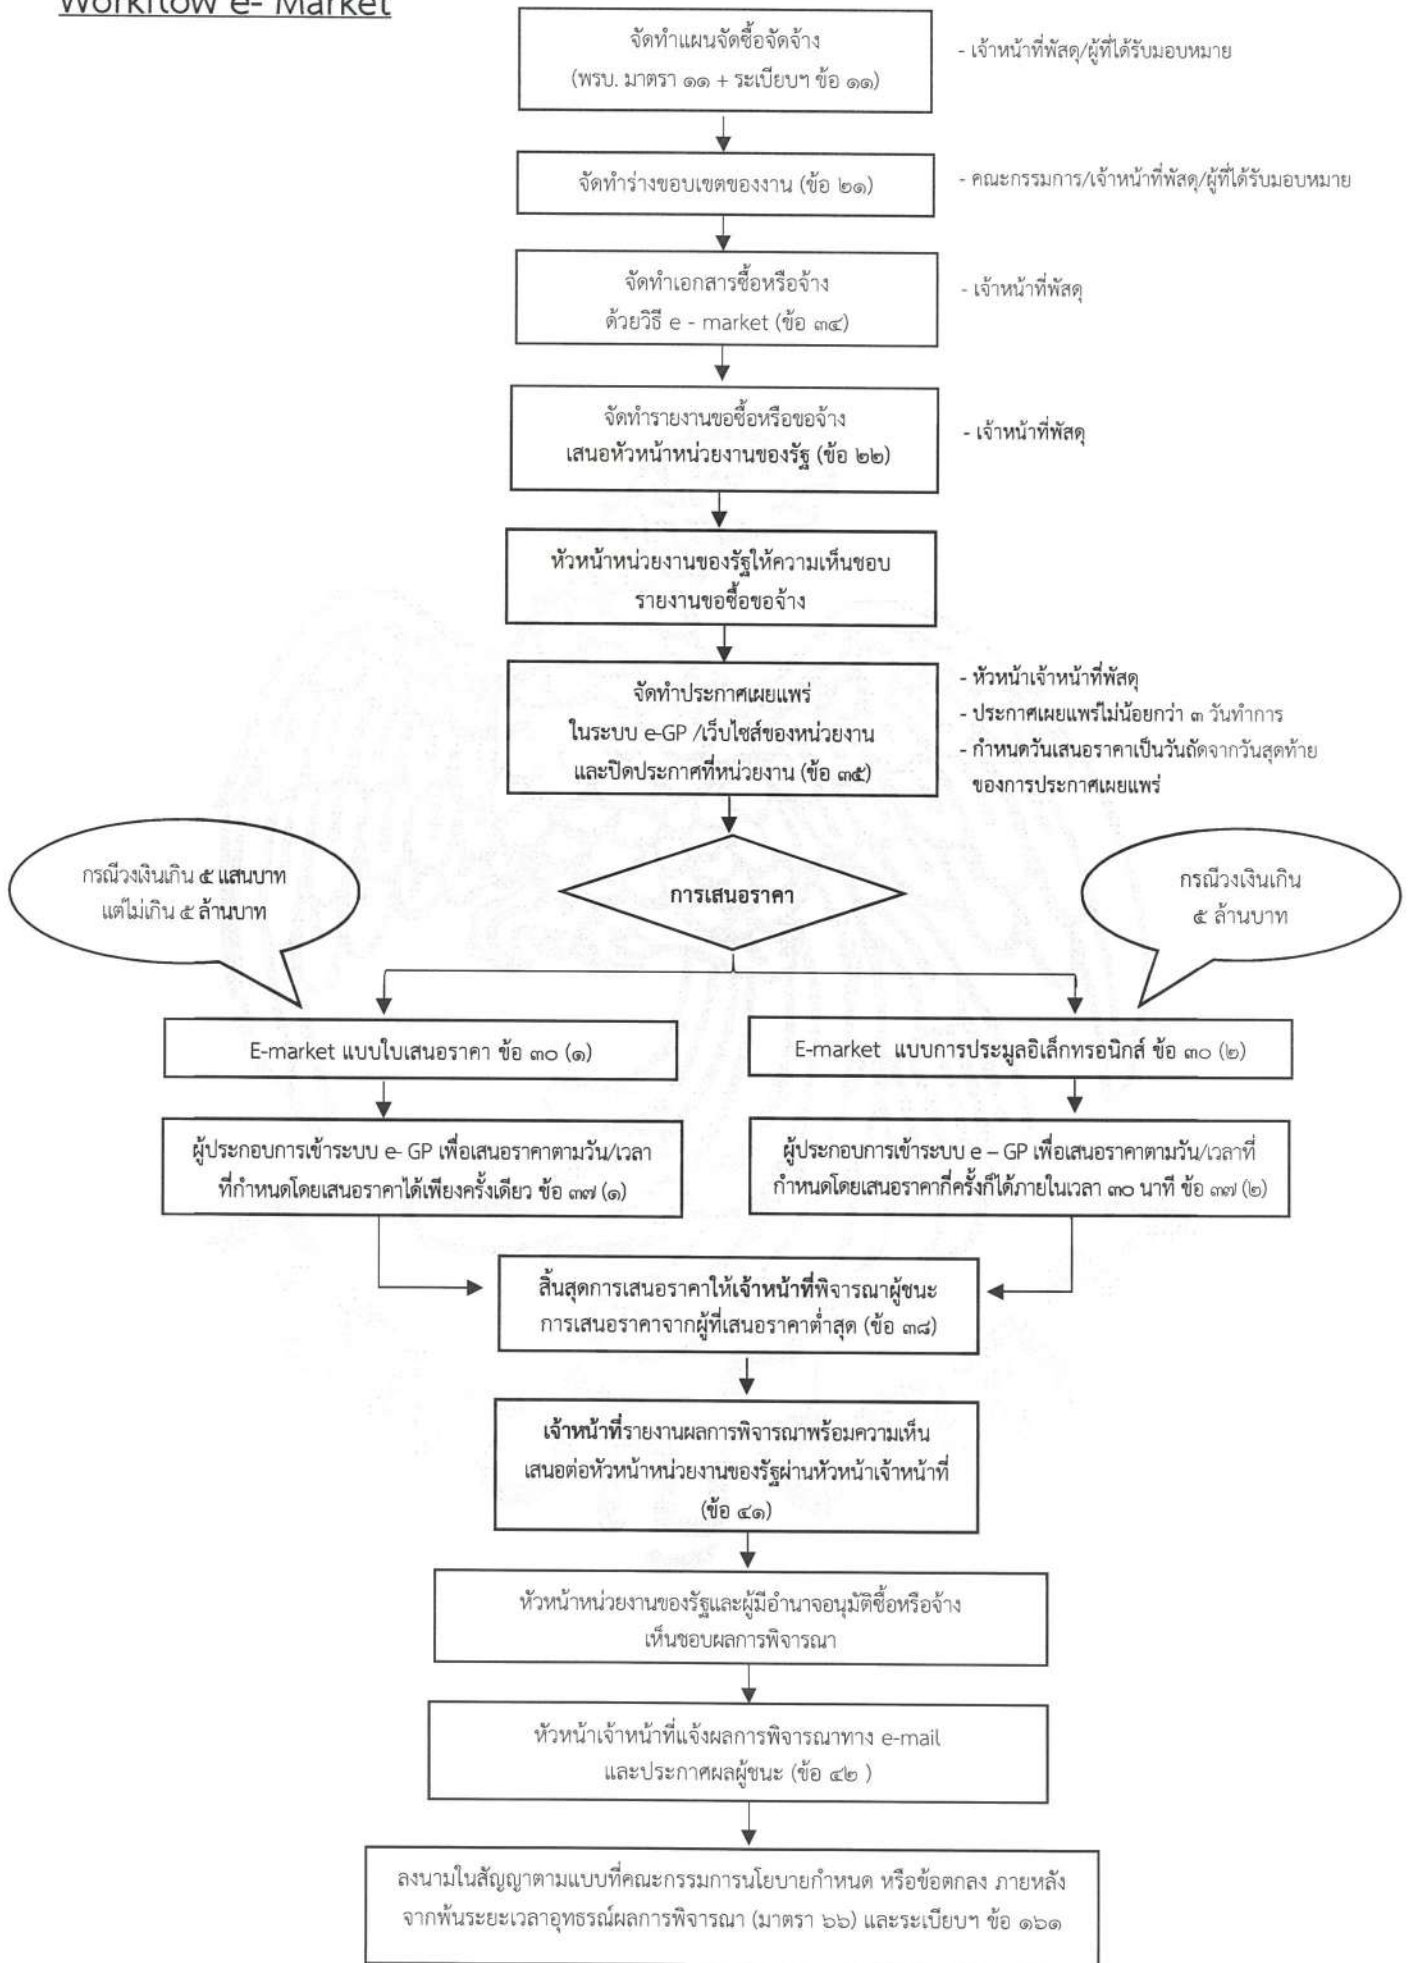 Workflow e- Market
จัดทำแผนจัดซื้อจัดจ้าง
(พรบ. มาตรา ๑๑ + ระเบียบฯ ข้อ ๑๑)
- เจ้าหน้าที่พัสดุ/ผู้ที่ได้รับมอบหมาย
จัดทำร่างขอบเขตของงาน (ข้อ ๒๑)
- คณะกรรมการ/เจ้าหน้าที่พัสดุ/ผู้ที่ได้รับมอบหมาย
จัดทำเอกสารซื้อหรือจ้าง
ด้วยวิธี e - market (ข้อ ๓๔)
- เจ้าหน้าที่พัสดุ
จัดทำรายงานขอซื้อหรือขอจ้าง
เสนอหัวหน้าหน่วยงานของรัฐ (ข้อ ๒๒)
- เจ้าหน้าที่พัสดุ
หัวหน้าหน่วยงานของรัฐให้ความเห็นชอบ
รายงานขอซื้อขอจ้าง
จัดทำประกาศเผยแพร่
ในระบบ e-GP /เว็บไซส์ของหน่วยงาน
และปิดประกาศที่หน่วยงาน (ข้อ ๓๕)
- หัวหน้าเจ้าหน้าที่พัสดุ
- ประกาศเผยแพร่ไม่น้อยกว่า ๓ วันทำการ
- กำหนดวันเสนอราคาเป็นวันถัดจากวันสุดท้าย
ของการประกาศเผยแพร่
การเสนอราคา
กรณีวงเงินเกิน ๕ แสนบาท
แต่ไม่เกิน ๕ ล้านบาท
กรณีวงเงินเกิน
๕ ล้านบาท
E-market แบบใบเสนอราคา ข้อ ๓๐ (๑)
E-market แบบการประมูลอิเล็กทรอนิกส์ ข้อ ๓๐ (๒)
ผู้ประกอบการเข้าระบบ e- GP เพื่อเสนอราคาตามวัน/เวลา
ที่กำหนดโดยเสนอราคาได้เพียงครั้งเดียว ข้อ ๓๗ (๑)
ผู้ประกอบการเข้าระบบ e – GP เพื่อเสนอราคาตามวัน/เวลาที่
กำหนดโดยเสนอราคากี่ครั้งก็ได้ภายในเวลา ๓๐ นาที ข้อ ๓๗ (๒)
สิ้นสุดการเสนอราคาให้เจ้าหน้าที่พิจารณาผู้ชนะ
การเสนอราคาจากผู้ที่เสนอราคาต่ำสุด (ข้อ ๓๘)
เจ้าหน้าที่รายงานผลการพิจารณาพร้อมความเห็น
เสนอต่อหัวหน้าหน่วยงานของรัฐผ่านหัวหน้าเจ้าหน้าที่
(ข้อ ๔๑)
หัวหน้าหน่วยงานของรัฐและผู้มีอำนาจอนุมัติซื้อหรือจ้าง
เห็นชอบผลการพิจารณา
หัวหน้าเจ้าหน้าที่แจ้งผลการพิจารณาทาง e-mail
และประกาศผลผู้ชนะ (ข้อ ๔๒ )
ลงนามในสัญญาตามแบบที่คณะกรรมการนโยบายกำหนด หรือข้อตกลง ภายหลัง
จากพ้นระยะเวลาอุทธรณ์ผลการพิจารณา (มาตรา ๖๖) และระเบียบฯ ข้อ ๑๖๑